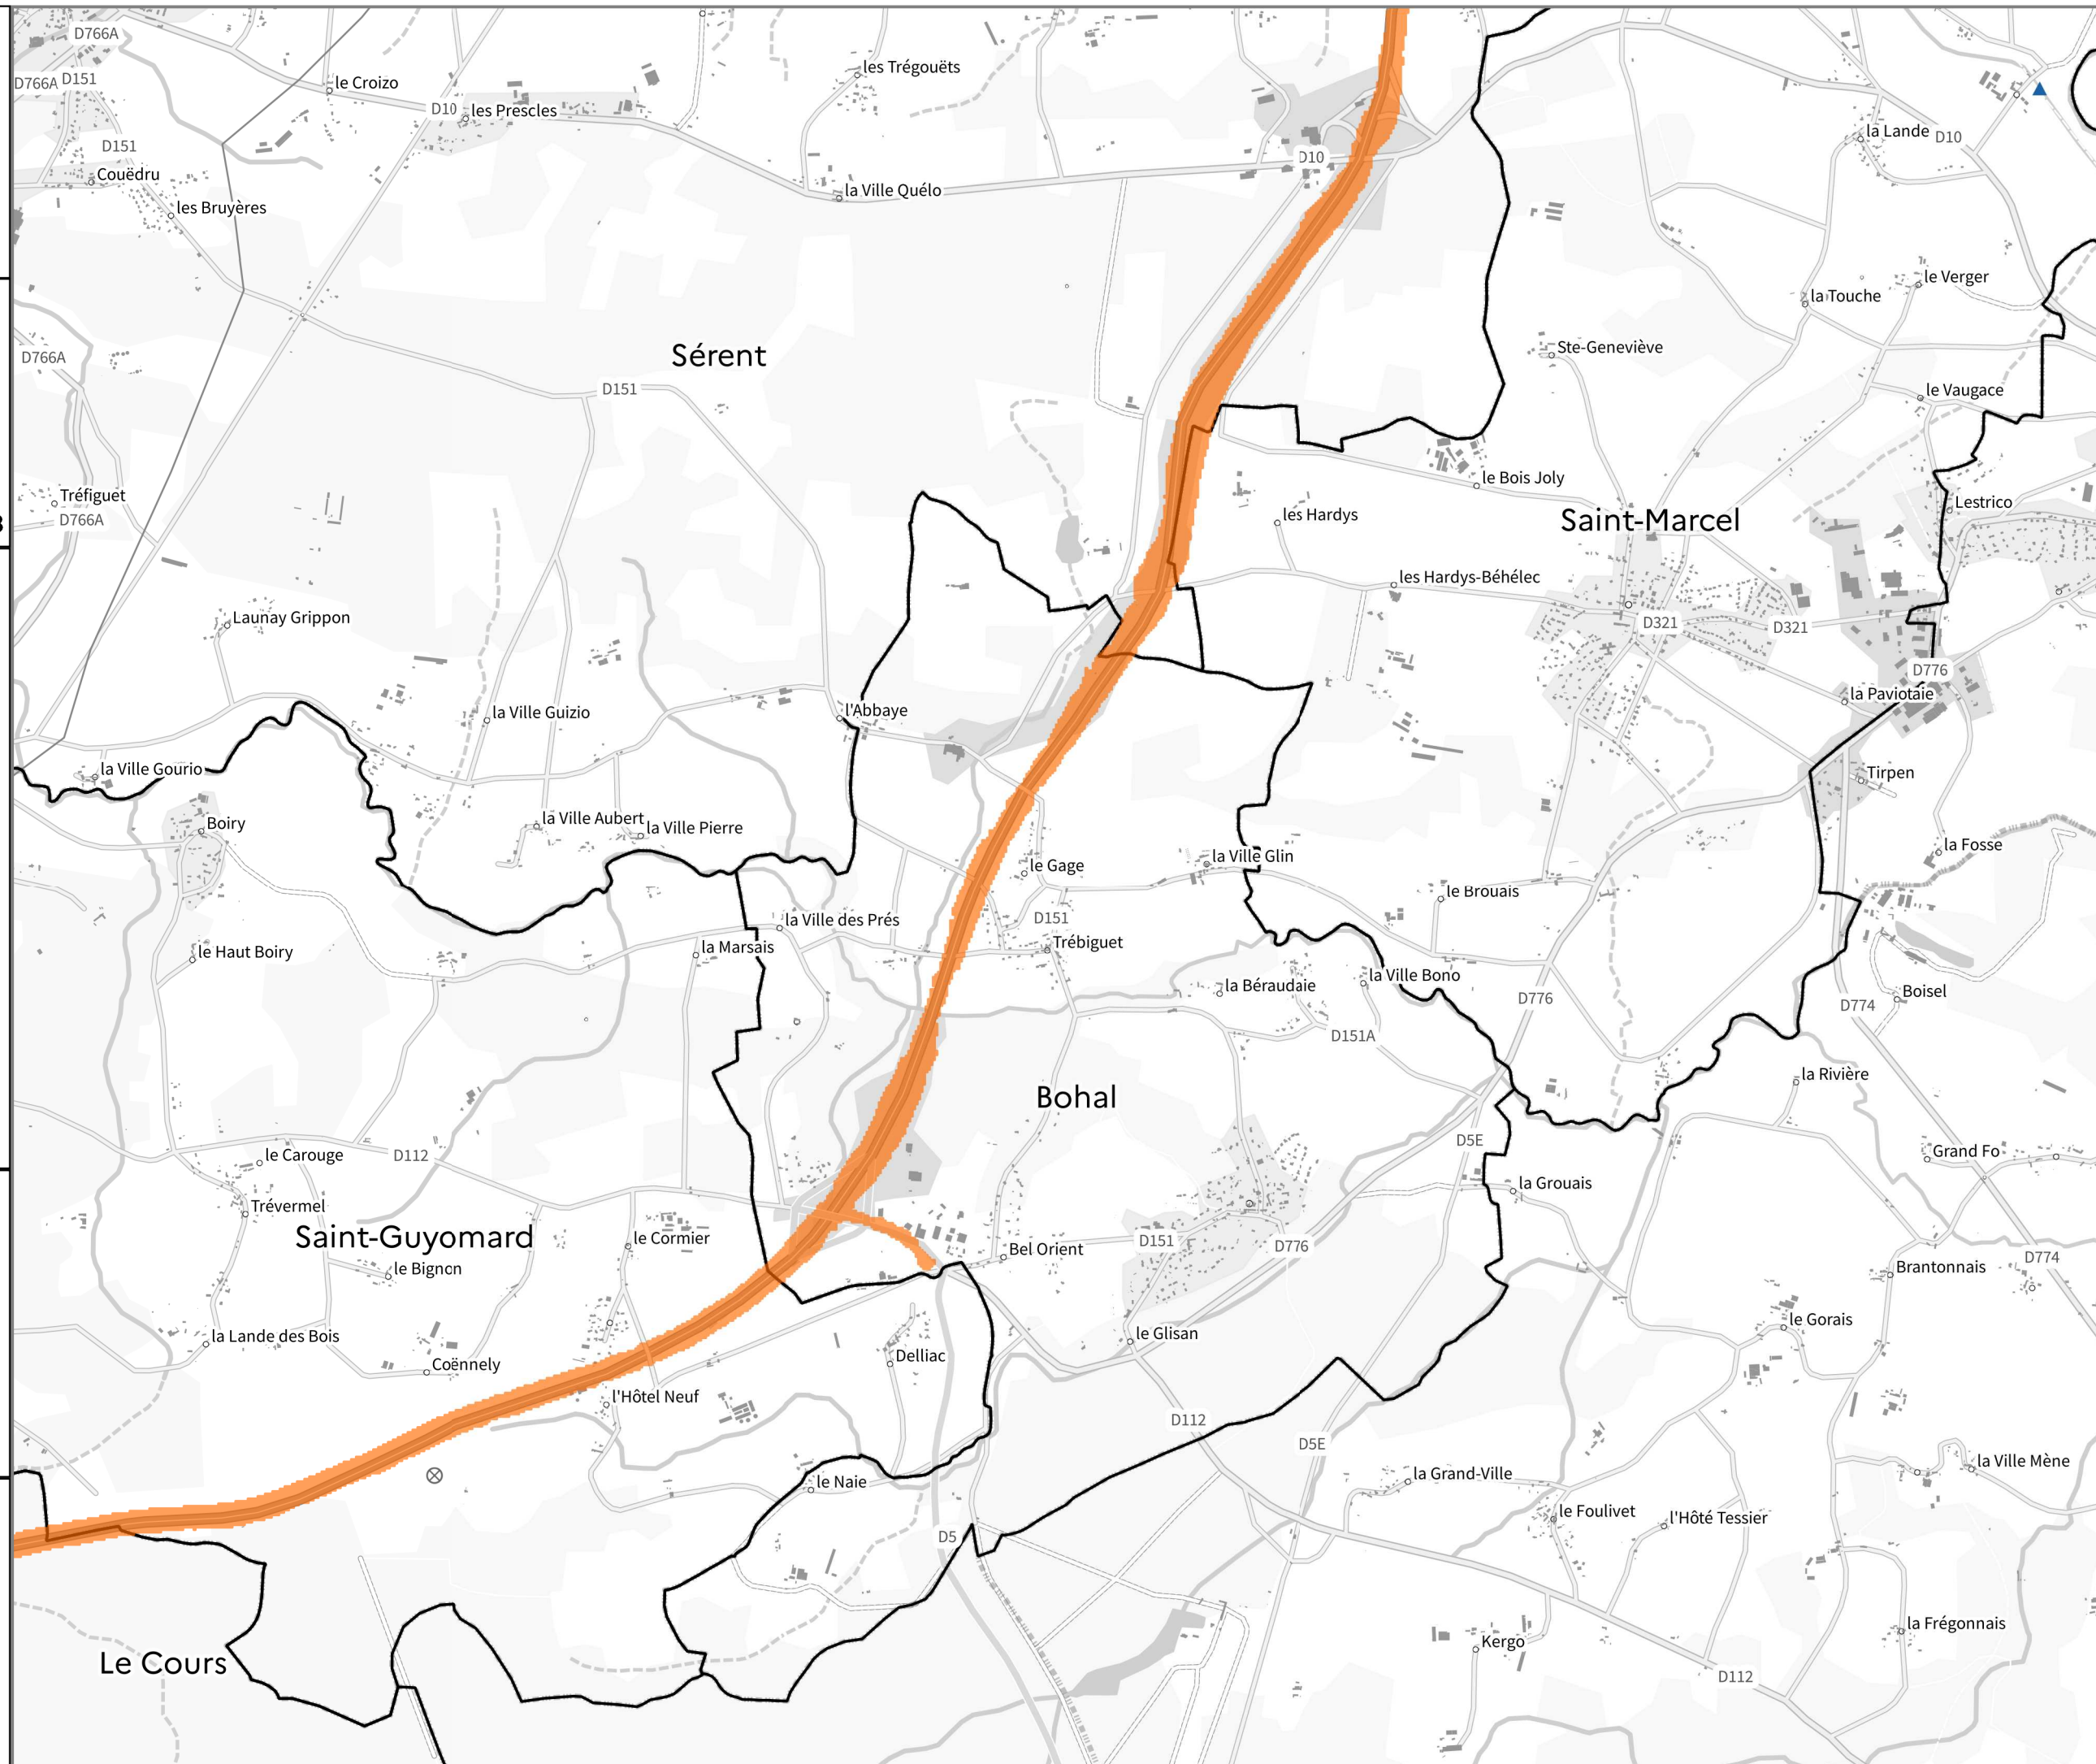 D766A
les Trégouëts
D766A
D151
le Croizo
D10
les Prescles
la Lande
D10
D151
D10
Couëdru
la Ville Quélo
les Bruyères
le Verger
la Touche
Ste-Geneviève
D766A
Sérent
D151
le Vaugace
le Bois Joly
Tréfiguet
Lestrico
les Hardys
Saint-Marcel
D766A
les Hardys-Béhélec
Launay Grippon
D321
D321
D776
la Paviotaie
l'Abbaye
la Ville Guizio
la Ville Gourio
Tirpen
la Ville Aubert
Boiry
la Ville Pierre
la Fosse
la Ville Glin
le Gage
le Brouais
la Ville des Prés
D151
Trébiguet
la Marsais
le Haut Boiry
la Ville Bono
la Béraudaie
Boisel
D776
D774
D151A
la Rivière
Bohal
D5E
le Carouge
D112
Grand Fo
la Grouais
Trévermel
Saint-Guyomard
le Cormier
D151
D776
Bel Orient
D774
le Bignon
Brantonnais
le Gorais
le Glisan
la Lande des Bois
Delliac
Coënnely
l'Hôtel Neuf
D112
D5E
la Ville Mène
la Grand-Ville
le Naie
le Foulivet
l'Hôté Tessier
D5
la Frégonnais
Kergo
Le Cours
D112